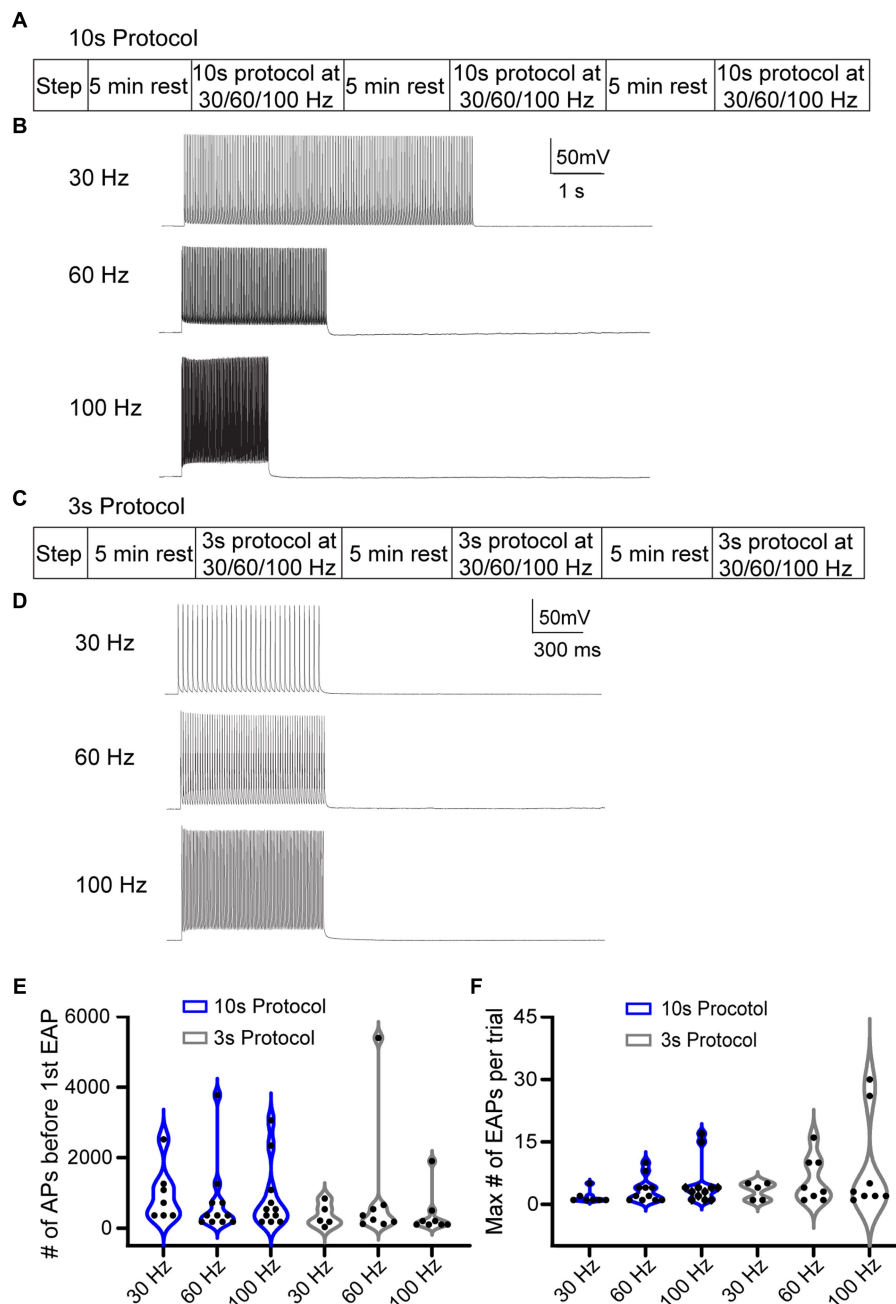 A
10s Protocol
Step
5 min rest
10s protocol at
30/60/100 Hz
5 min rest
10s protocol at
30/60/100 Hz
5 min rest
10s protocol at
30/60/100 Hz
B
30 Hz
50mV
1 s
60 Hz
100 Hz
C
3s Protocol
Step
5 min rest
3s protocol at
30/60/100 Hz
5 min rest
3s protocol at
30/60/100 Hz
5 min rest
3s protocol at
30/60/100 Hz
D
30 Hz
50mV
300 ms
60 Hz
100 Hz
E
# of APs before 1st EAP
6000
4000
2000
0
10s Protocol
3s Protocol
30 Hz
60 Hz
100 Hz
30 Hz
60 Hz
100 Hz
F
Max # of EAPs per trial
45
30
15
0
10s Procotol
3s Protocol
30 Hz
60 Hz
100 Hz
30 Hz
60 Hz
100 Hz